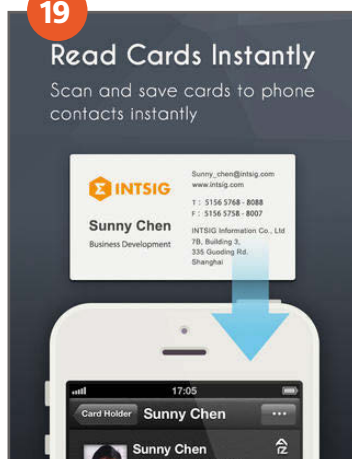 19
Read Cards Instantly
Scan and save cards to phone
contacts instantly
INTSIG
Sunny Chen
Business Development
Sunny_chen@intsig.com
www.intsig.com
T : 5156 5768 - 8088
F : 5156 5758 - 8007
INTSIG Information Co., Ltd
7B, Building 3,
335 Guoding Rd.
Shanghai
17:05
Card Holder Sunny Chen
Sunny Chen